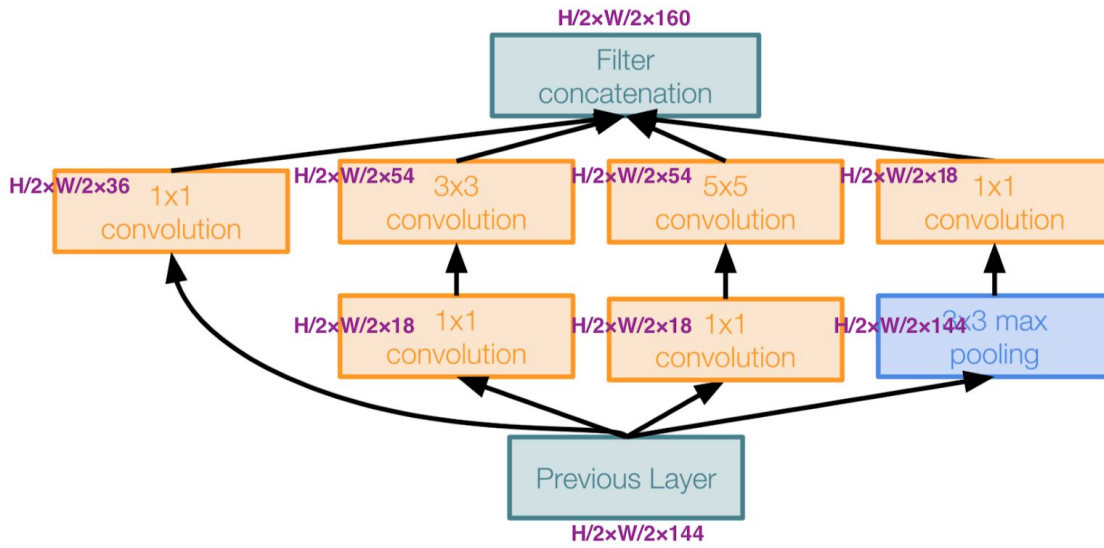 H/2×W/2×160
Filter
concatenation
H/2×W/2×36
1x1
convolution
H/2×W/2×54
3x3
convolution
H/2×W/2×54
5x5
convolution
H/2×W/2×18
1x1
convolution
H/2×W/2×18
1x1
convolution
H/2×W/2×18
1x1
convolution
H/2×W/2×144
3x3 max
pooling
Previous Layer
H/2×W/2×144